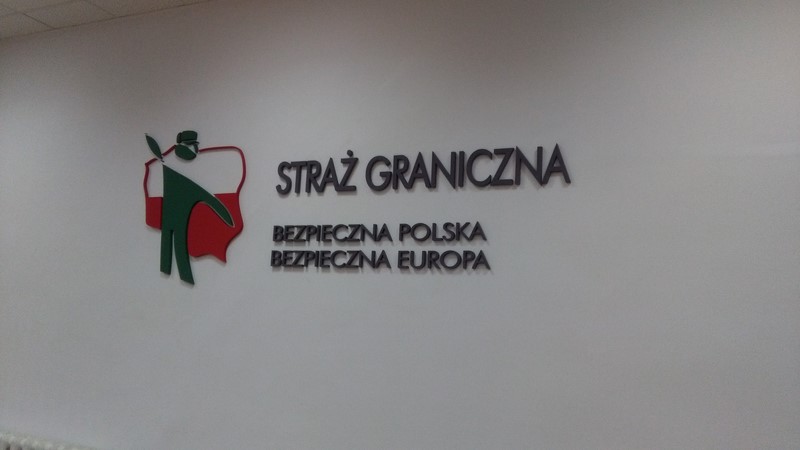 STRAŻ GRANICZNA
BEZPIECZNA POLSKA
BEZPIECZNA EUROPA